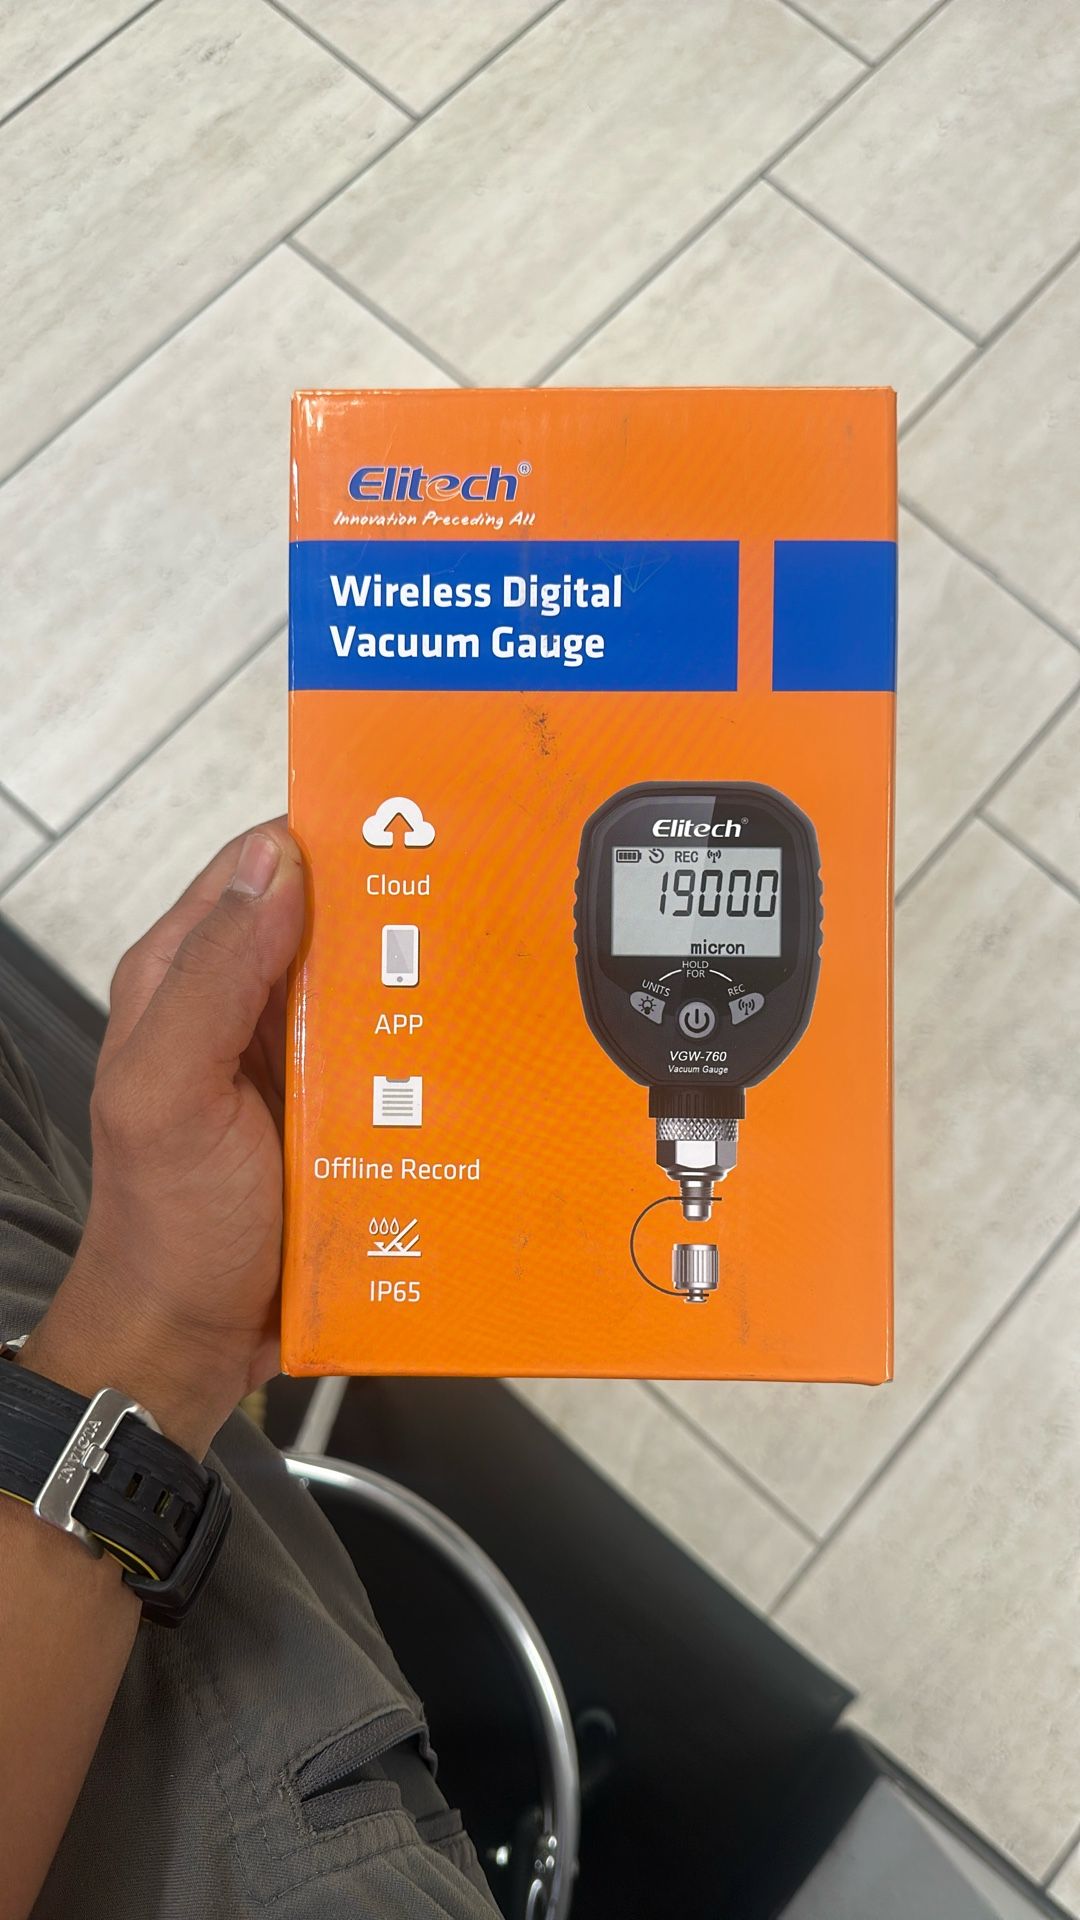 Elitech®
Innovation Preceding All
Wireless Digital
Vacuum Gauge
Cloud
APP
Offline Record
IP65
Elitech®
REC
19000
micron
HOLD
FOR
UNITS
REC
VGW-760
Vacuum Gauge
INVICTA